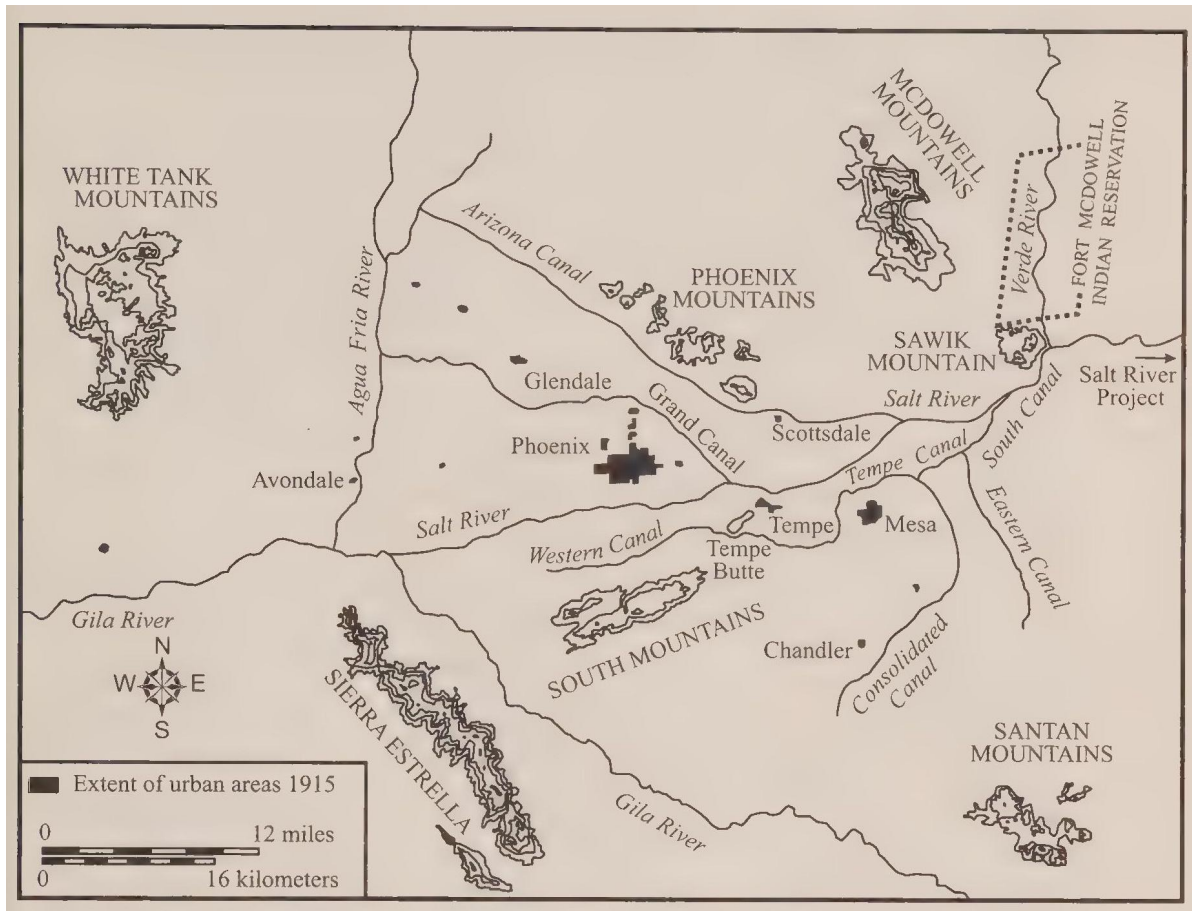 WHITE TANK
MOUNTAINS
MCDOWELL
MOUNTAINS
FORT MCDOWELL
INDIAN RESERVATION
Verde River
Arizona Canal
Agua Fria River
PHOENIX
MOUNTAINS
SAWIK
MOUNTAIN
Salt River
Project
Glendale
Grand Canal
Salt River
South Canal
Scottsdale
Phoenix
Tempe Canal
Avondale
Eastern Canal
Salt River
Tempe
Mesa
Western Canal
Tempe
Butte
Gila River
SOUTH MOUNTAINS
Chandler
Consolidated
Canal
N
W E
S
SIERRA ESTRELLA
SANTAN
MOUNTAINS
Gila River
Extent of urban areas 1915
0 12 miles
0 16 kilometers